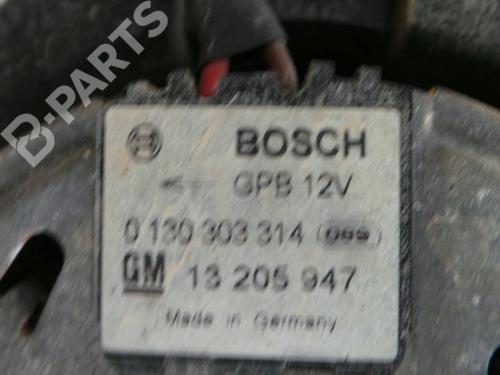 B-PARTS
BOSCH
GPB 12V
0 130 303 314
GM 13 205 947
Made in Germany